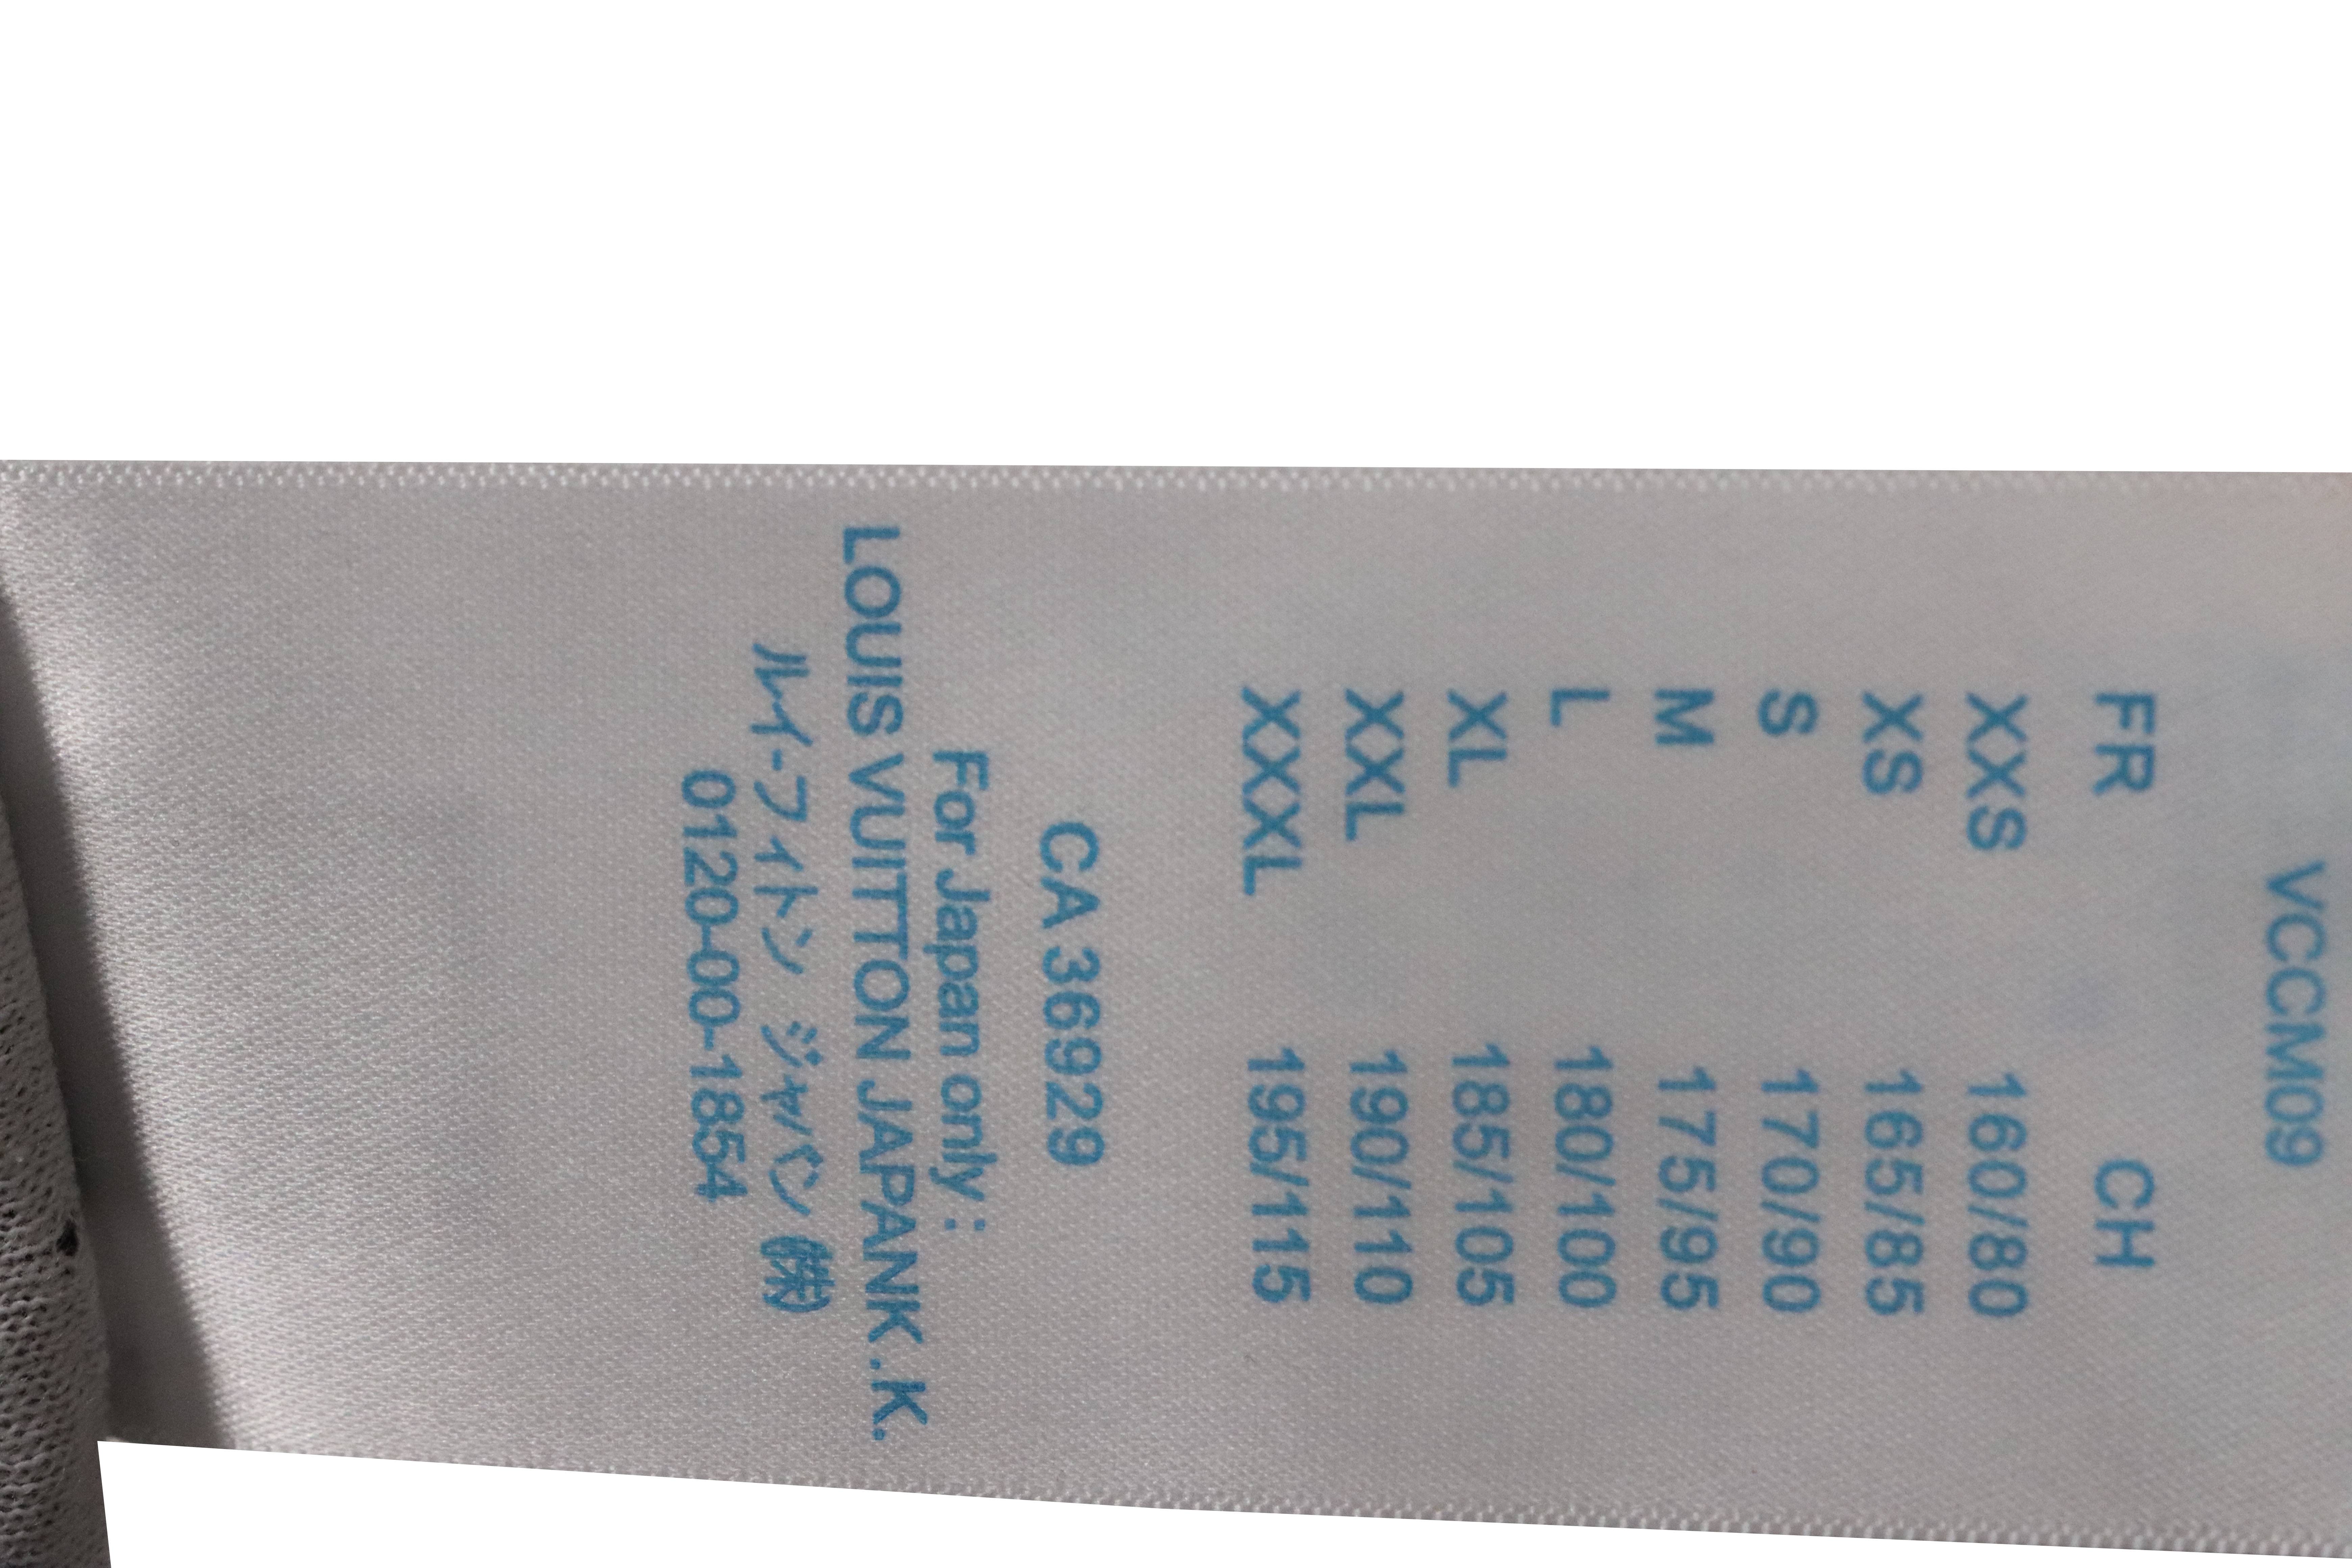 VCCM09
FR CH
XXS 160/80
XS 165/85
S 170/90
M 175/95
L 180/100
XL 185/105
XXL 190/110
XXXL 195/115
CA 36929
For Japan only :
LOUIS VUITTON JAPANK .K.
ルイ-フィトン ジャパン ㈱
0120-00-1854